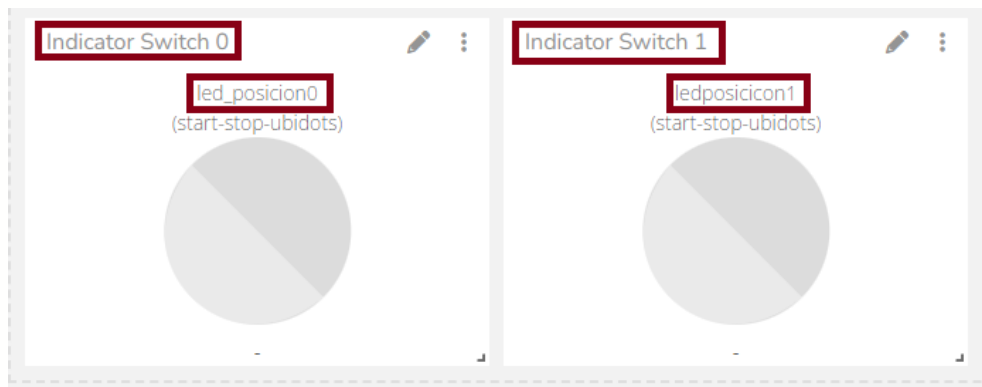 Indicator Switch 0
led_posicion0
(start-stop-ubidots)
-
Indicator Switch 1
ledposicicon1
(start-stop-ubidots)
-